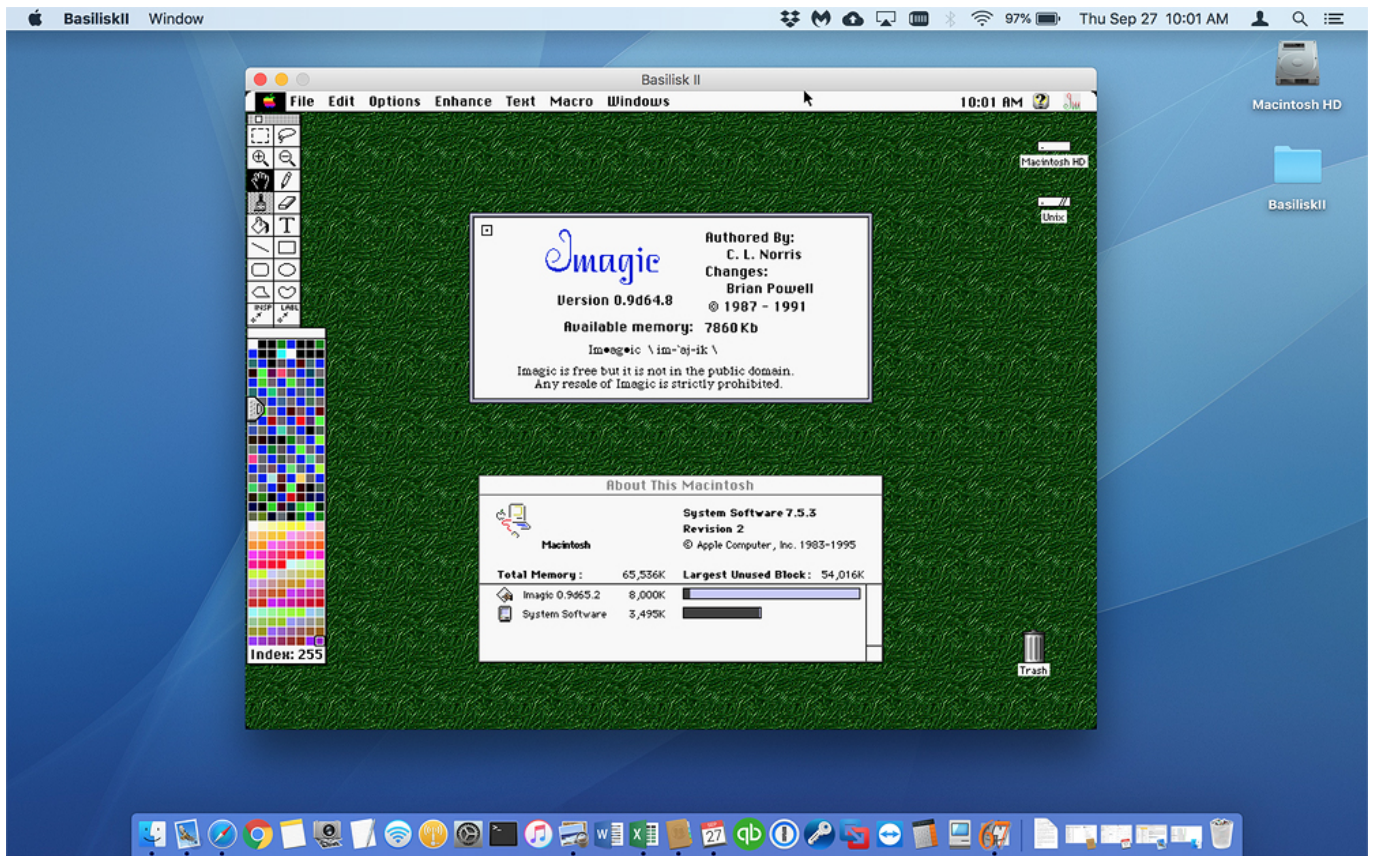 BasiliskII Window
97% Thu Sep 27 10:01 AM
Macintosh HD
BasiliskII
Basilisk II
File Edit Options Enhance Text Macro Windows
10:01 AM
Macintosh HD
Unix
INSP LABL
Imagic
Version 0.9d64.8
Authored By:
C. L. Norris
Changes:
Brian Powell
© 1987 - 1991
Available memory: 7860 Kb
Im•ag•ic \ im-'aj-ik \
Imagic is free but it is not in the public domain.
Any resale of Imagic is strictly prohibited.
About This Macintosh
Macintosh
System Software 7.5.3
Revision 2
© Apple Computer, Inc. 1983-1995
Total Memory : 65,536K Largest Unused Block : 54,016K
Imagic 0.9d65.2 8,000K
System Software 3,495K
Index: 255
Trash
27
qb